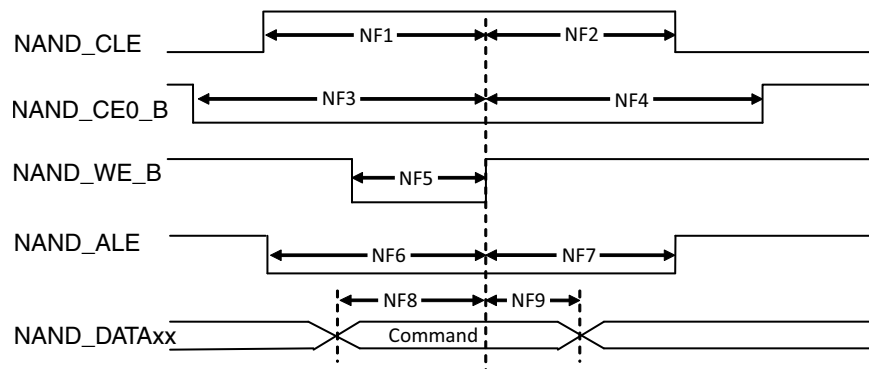 NAND_CLE
NF1
NF2
NAND_CE0_B
NF3
NF4
NAND_WE_B
NF5
NAND_ALE
NF6
NF7
NF8
NF9
NAND_DATAxx
Command